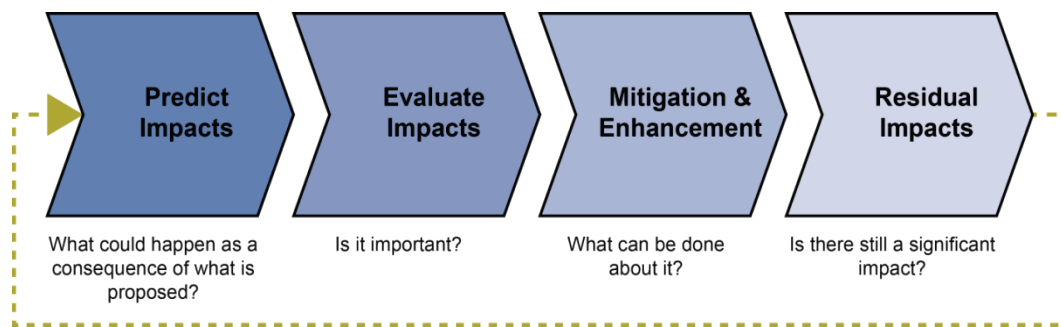 Predict
Impacts
Evaluate
Impacts
Mitigation &
Enhancement
Residual
Impacts
What could happen as a
consequence of what is
proposed?
Is it important?
What can be done
about it?
Is there still a significant
impact?